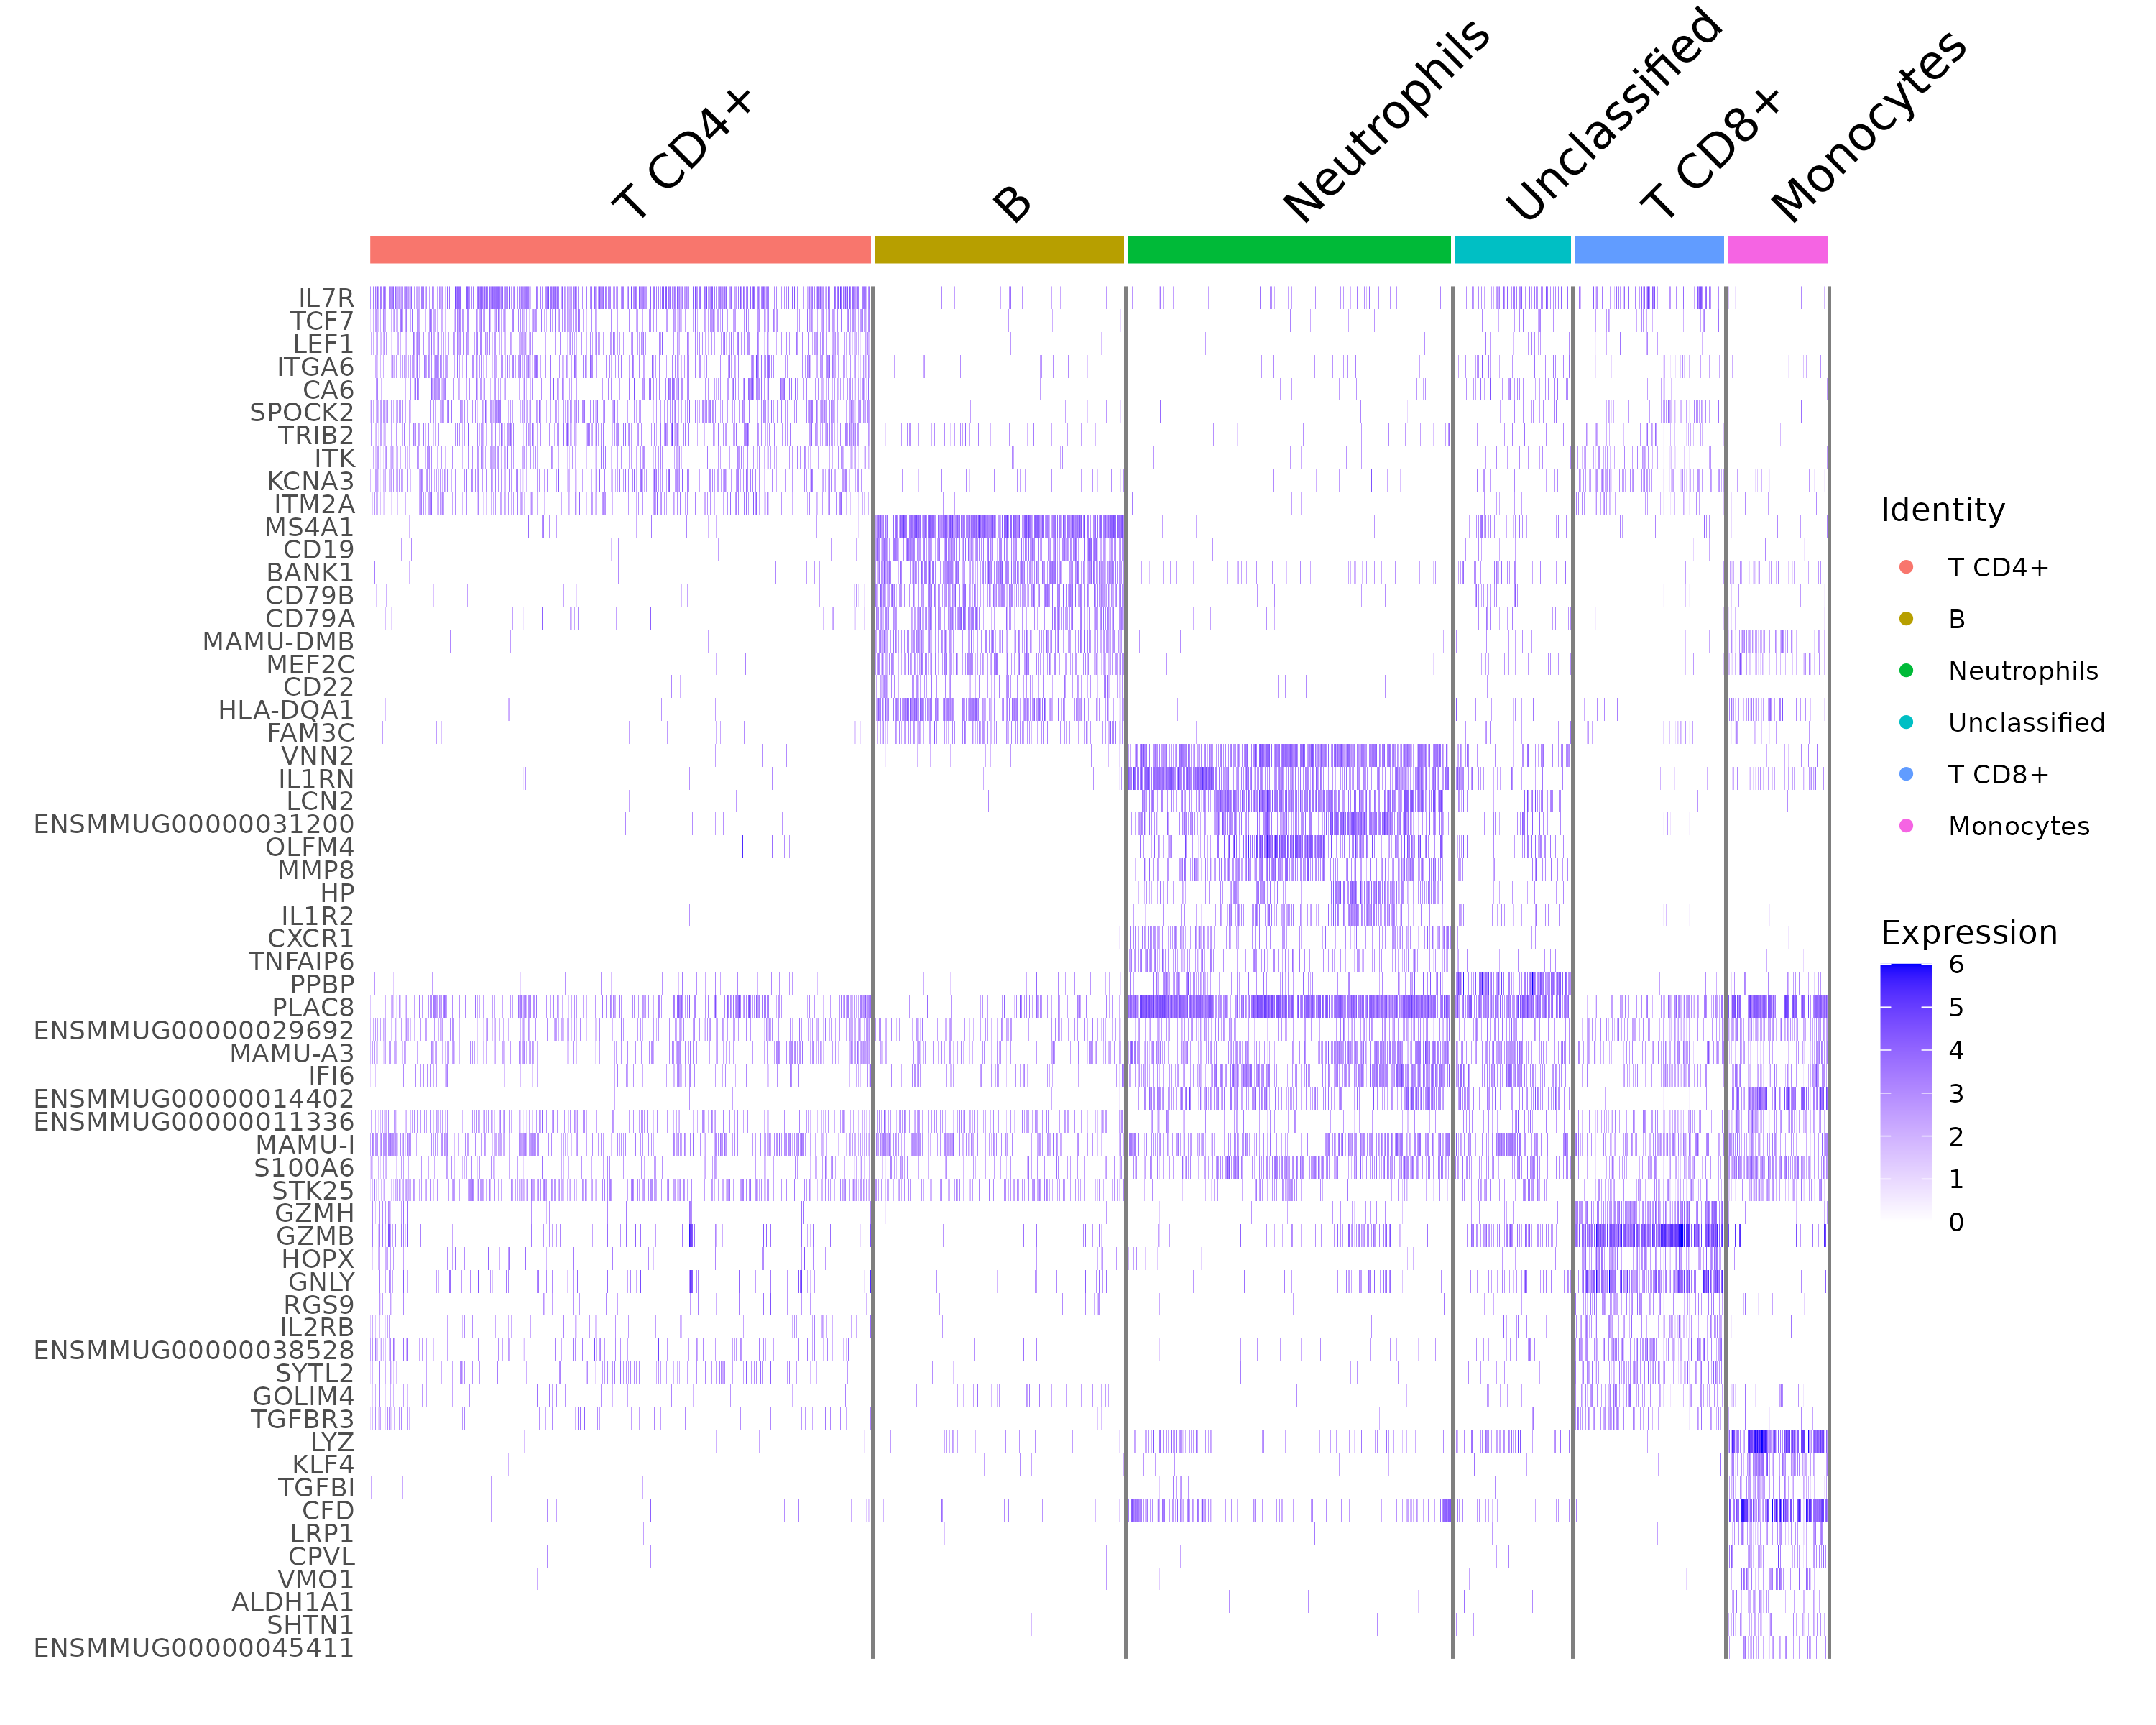 T CD4+
B
Neutrophils
Unclassified
T CD8+
Monocytes
IL7R
TCF7
LEF1
ITGA6
CA6
SPOCK2
TRIB2
ITK
KCNA3
ITM2A
MS4A1
CD19
BANK1
CD79B
CD79A
MAMU-DMB
MEF2C
CD22
HLA-DQA1
FAM3C
VNN2
IL1RN
LCN2
ENSMMUG00000031200
OLFM4
MMP8
HP
IL1R2
CXCR1
TNFAIP6
PPBP
PLAC8
ENSMMUG00000029692
MAMU-A3
IFI6
ENSMMUG00000014402
ENSMMUG00000011336
MAMU-I
S100A6
STK25
GZMH
GZMB
HOPX
GNLY
RGS9
IL2RB
ENSMMUG00000038528
SYTL2
GOLIM4
TGFBR3
LYZ
KLF4
TGFBI
CFD
LRP1
CPVL
VMO1
ALDH1A1
SHTN1
ENSMMUG00000045411
Identity
T CD4+
B
Neutrophils
Unclassified
T CD8+
Monocytes
Expression
6
5
4
3
2
1
0